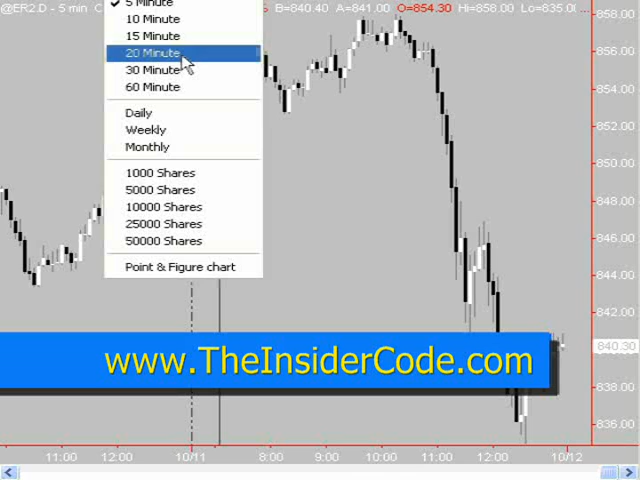 @ER2.D - 5 min
B=840.40 A=841.00 O=854.30 Hi=858.00 Lo=835.0
5 Minute
10 Minute
15 Minute
20 Minute
30 Minute
60 Minute
Daily
Weekly
Monthly
1000 Shares
5000 Shares
10000 Shares
25000 Shares
50000 Shares
Point & Figure chart
858.00
856.00
854.00
852.00
850.00
848.00
846.00
844.00
842.00
840.30
838.00
836.00
www.TheInsiderCode.com
11:00 12:00 10/11 8:00 9:00 10:00 11:00 12:00 10/12